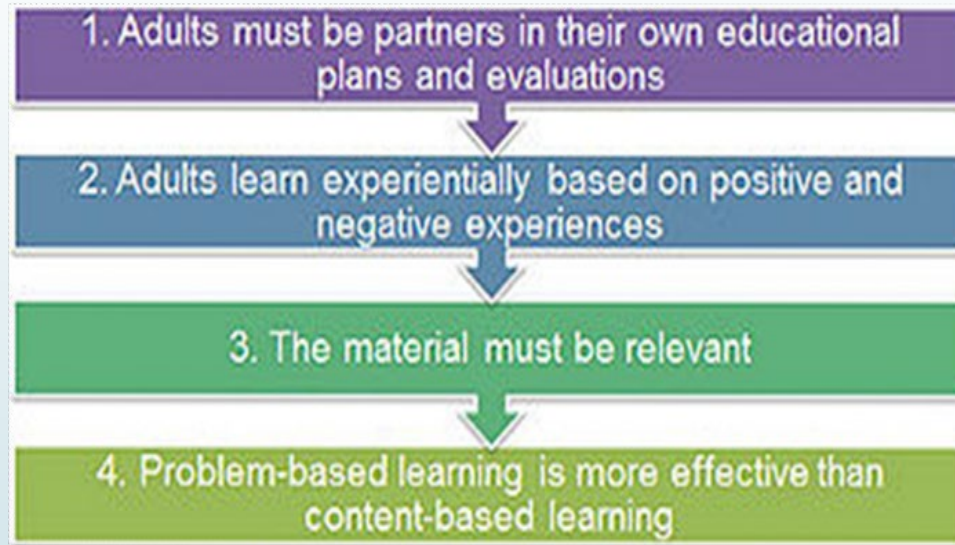 1. Adults must be partners in their own educational
plans and evaluations
2. Adults learn experientially based on positive and
negative experiences
3. The material must be relevant
4. Problem-based learning is more effective than
content-based learning